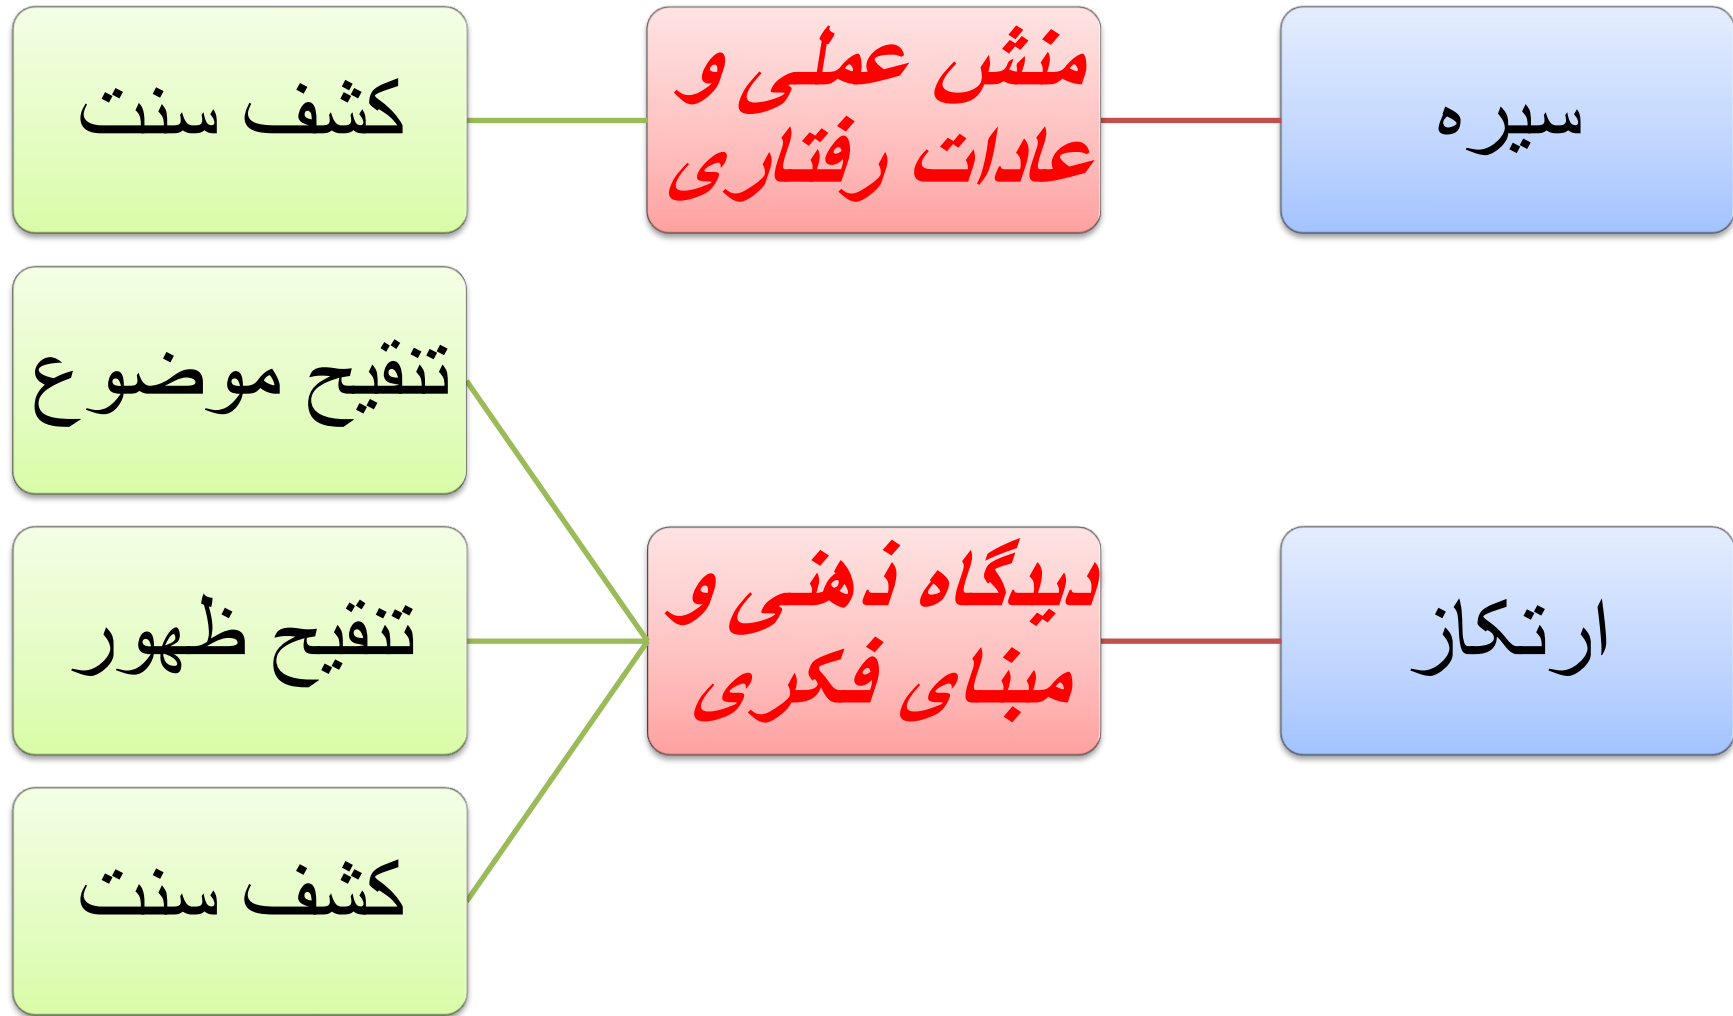 سیره
منش عملی و
عادات رفتاری
کشف سنت
ارتکاز
دیدگاه ذهنی و
مبنای فکری
تنقیح موضوع
تنقیح ظهور
کشف سنت